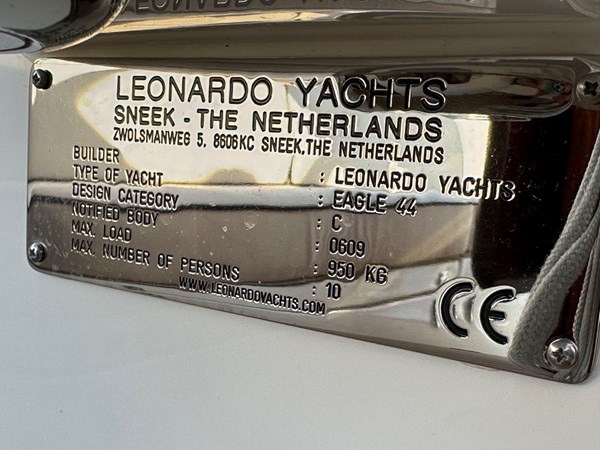 LEONARDO YACHTS
SNEEK - THE NETHERLANDS
ZWOLSMANWEG 5, 8606KC SNEEK, THE NETHERLANDS
BUILDER : LEONARDO YACHTS
TYPE OF YACHT : EAGLE 44
DESIGN CATEGORY : C
NOTIFIED BODY : 0609
MAX. LOAD : 950 KG
MAX. NUMBER OF PERSONS : 10
WWW.LEONARDOYACHTS.COM
CE